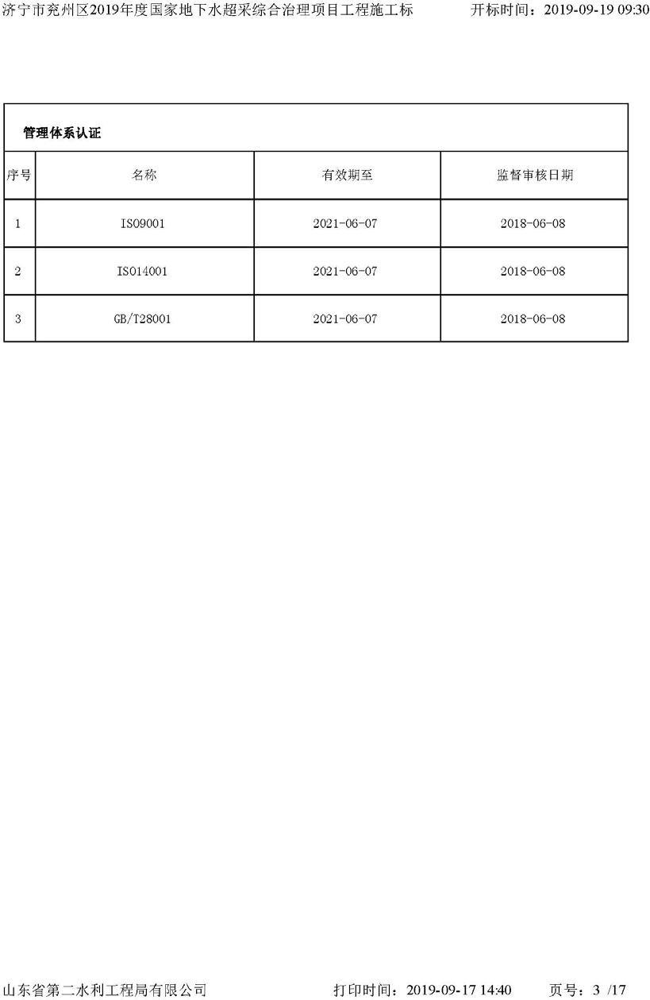 济宁市兖州区2019年度国家地下水超采综合治理项目工程施工标 开标时间：2019-09-19 09:30
管理体系认证
序号 名称 有效期至 监督审核日期
1 ISO9001 2021-06-07 2018-06-08
2 ISO14001 2021-06-07 2018-06-08
3 GB/T28001 2021-06-07 2018-06-08
山东省第二水利工程局有限公司 打印时间：2019-09-17 14:40 页号：3 /17